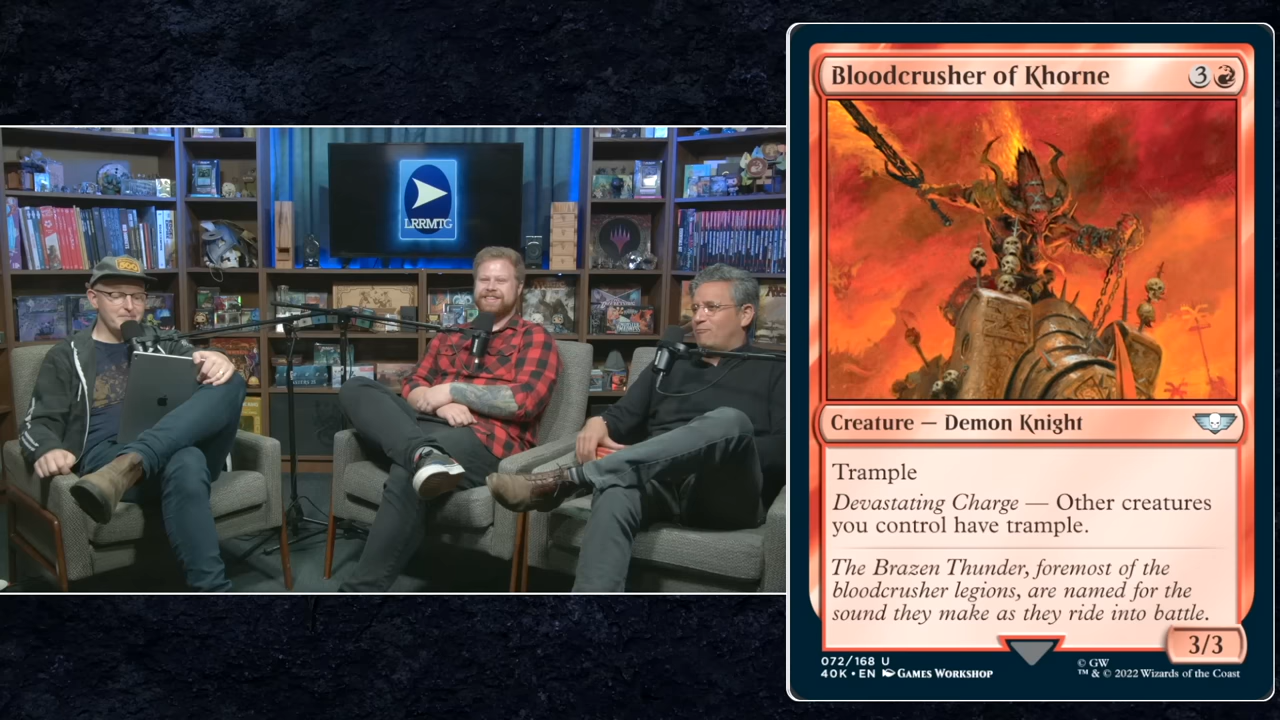 LRRMTG
500
Bloodcrusher of Khorne
3
Creature — Demon Knight
Trample
Devastating Charge — Other creatures
you control have trample.
The Brazen Thunder, foremost of the
bloodcrusher legions, are named for the
sound they make as they ride into battle.
3/3
072/168 U
40K • EN GAMES WORKSHOP
© GW
™ & © 2022 Wizards of the Coast